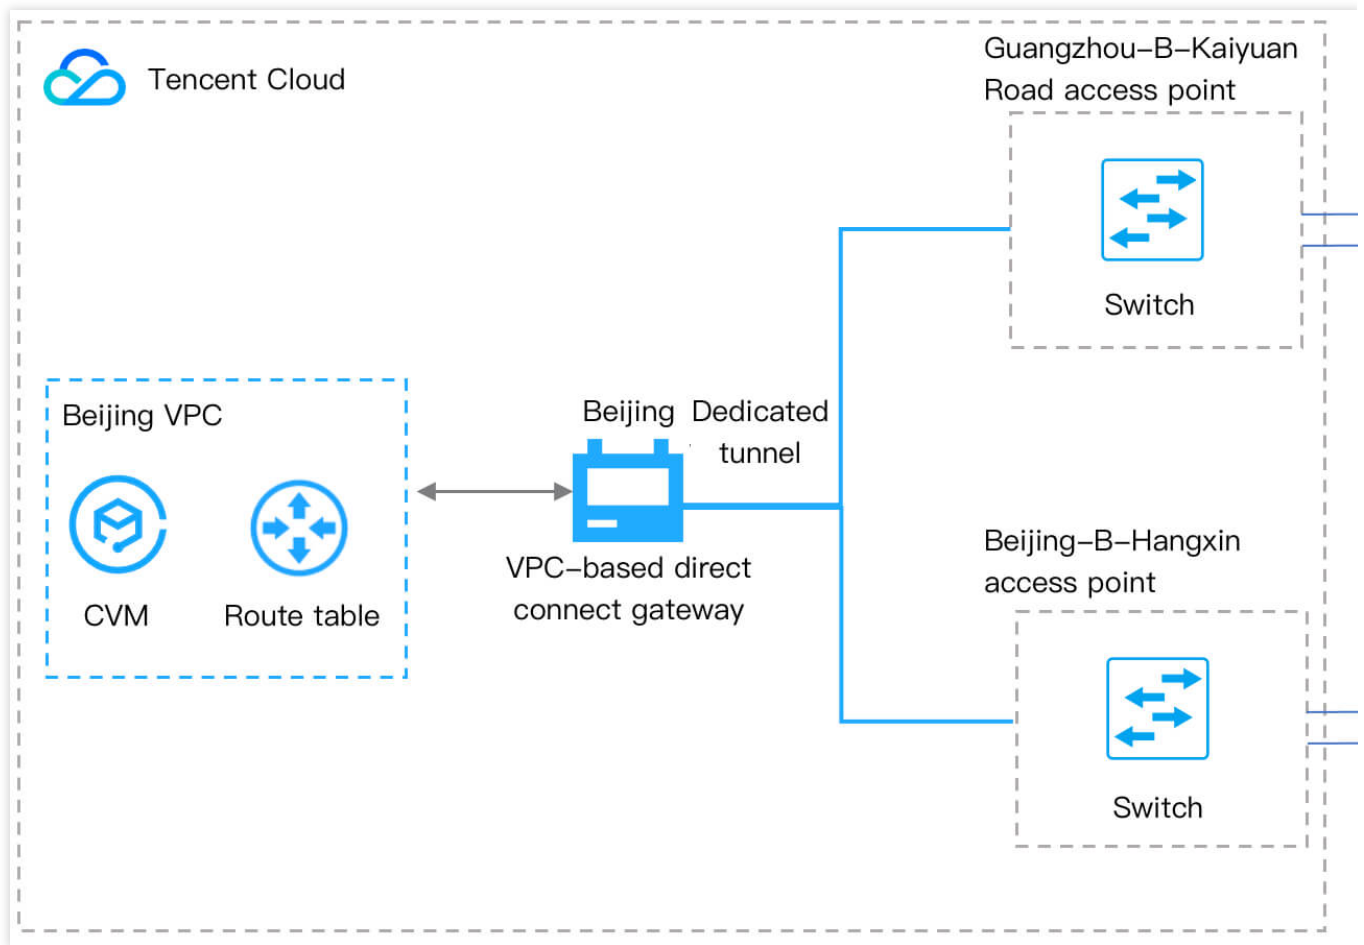 Tencent Cloud
Guangzhou–B–Kaiyuan
Road access point
Switch
Beijing VPC
CVM
Route table
Beijing
Dedicated
tunnel
VPC–based direct
connect gateway
Beijing–B–Hangxin
access point
Switch